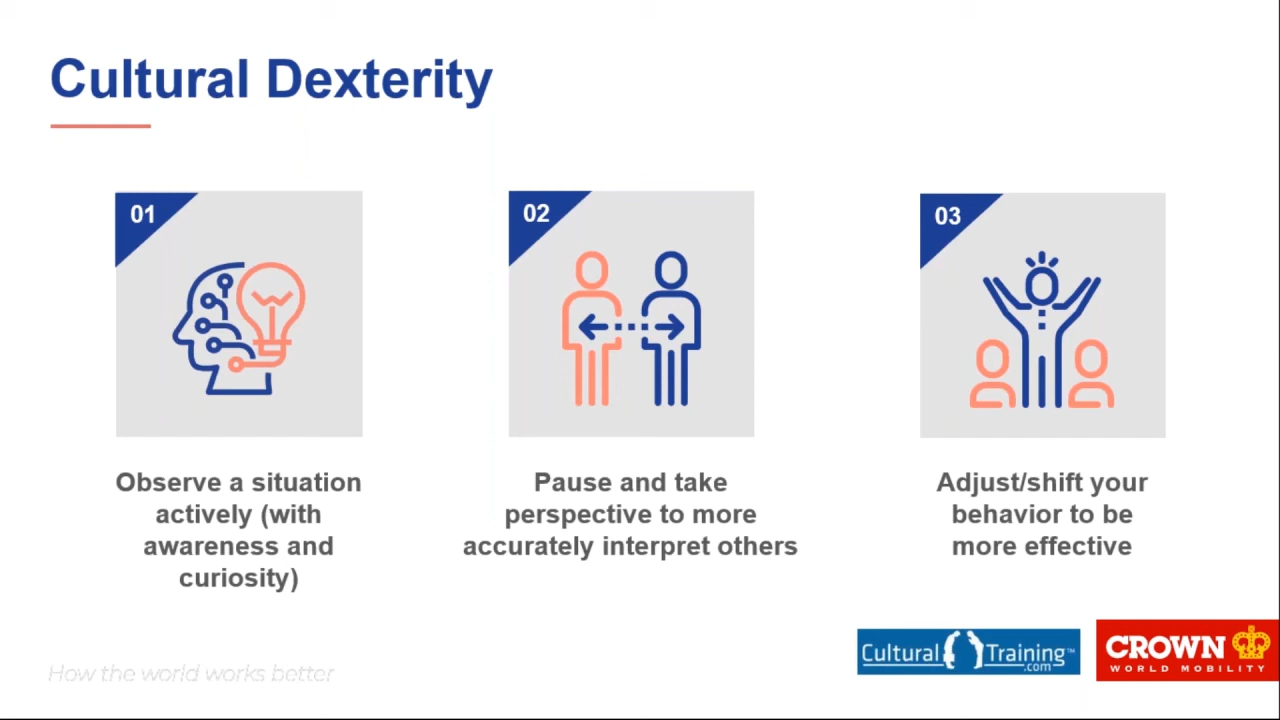 Cultural Dexterity
01
02
03
Observe a situation
actively (with
awareness and
curiosity)
Pause and take
perspective to more
accurately interpret others
Adjust/shift your
behavior to be
more effective
How the world works better
Cultural Training™
.com
CROWN
WORLD MOBILITY